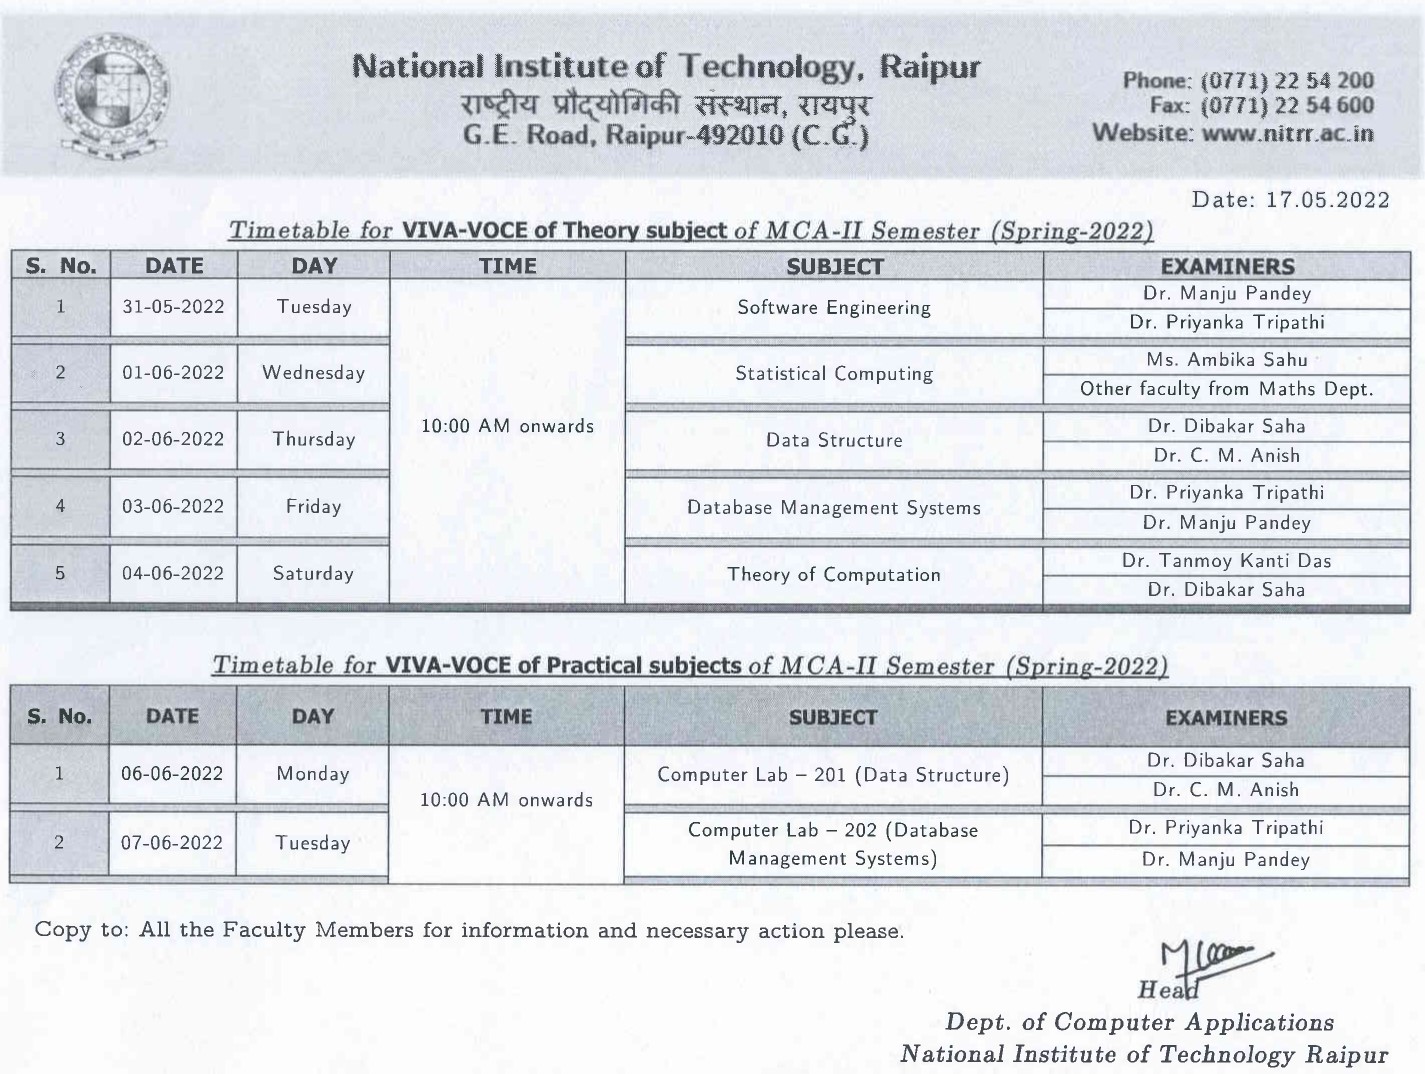 National Institute of Technology, Raipur
राष्ट्रीय प्रौद्योगिकी संस्थान, रायपुर
G.E. Road, Raipur-492010 (C.G.)
Phone: (0771) 22 54 200
Fax: (0771) 22 54 600
Website: www.nitrr.ac.in
Date: 17.05.2022
Timetable for VIVA-VOCE of Theory subject of MCA-II Semester (Spring-2022)
S. No. DATE DAY TIME SUBJECT EXAMINERS
1 31-05-2022 Tuesday Software Engineering Dr. Manju Pandey
Dr. Priyanka Tripathi
2 01-06-2022 Wednesday Statistical Computing Ms. Ambika Sahu
Other faculty from Maths Dept.
10:00 AM onwards
3 02-06-2022 Thursday Data Structure Dr. Dibakar Saha
Dr. C. M. Anish
4 03-06-2022 Friday Database Management Systems Dr. Priyanka Tripathi
Dr. Manju Pandey
5 04-06-2022 Saturday Theory of Computation Dr. Tanmoy Kanti Das
Dr. Dibakar Saha
Timetable for VIVA-VOCE of Practical subjects of MCA-II Semester (Spring-2022)
S. No. DATE DAY TIME SUBJECT EXAMINERS
1 06-06-2022 Monday Computer Lab – 201 (Data Structure) Dr. Dibakar Saha
Dr. C. M. Anish
10:00 AM onwards
2 07-06-2022 Tuesday Computer Lab – 202 (Database Dr. Priyanka Tripathi
Management Systems) Dr. Manju Pandey
Copy to: All the Faculty Members for information and necessary action please.
Head
Dept. of Computer Applications
National Institute of Technology Raipur